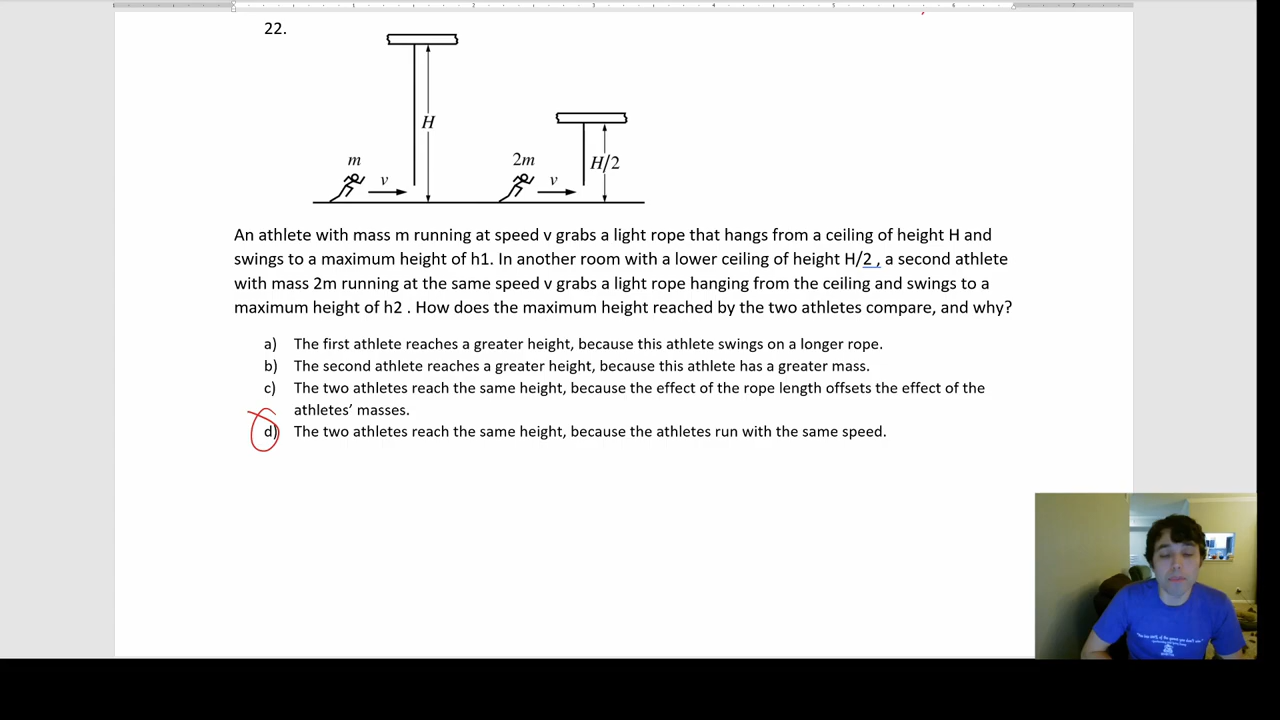 22.
H
m
v
2m
v
H/2
An athlete with mass m running at speed v grabs a light rope that hangs from a ceiling of height H and
swings to a maximum height of h1. In another room with a lower ceiling of height H/2 , a second athlete
with mass 2m running at the same speed v grabs a light rope hanging from the ceiling and swings to a
maximum height of h2 . How does the maximum height reached by the two athletes compare, and why?
a) The first athlete reaches a greater height, because this athlete swings on a longer rope.
b) The second athlete reaches a greater height, because this athlete has a greater mass.
c) The two athletes reach the same height, because the effect of the rope length offsets the effect of the
athletes’ masses.
d) The two athletes reach the same height, because the athletes run with the same speed.